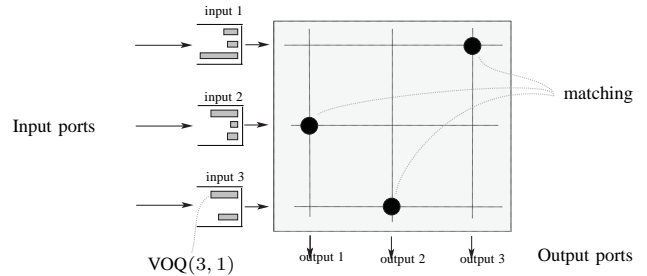 input 1
input 2
matching
Input ports
input 3
output 1 output 2 output 3
Output ports
VOQ(3, 1)